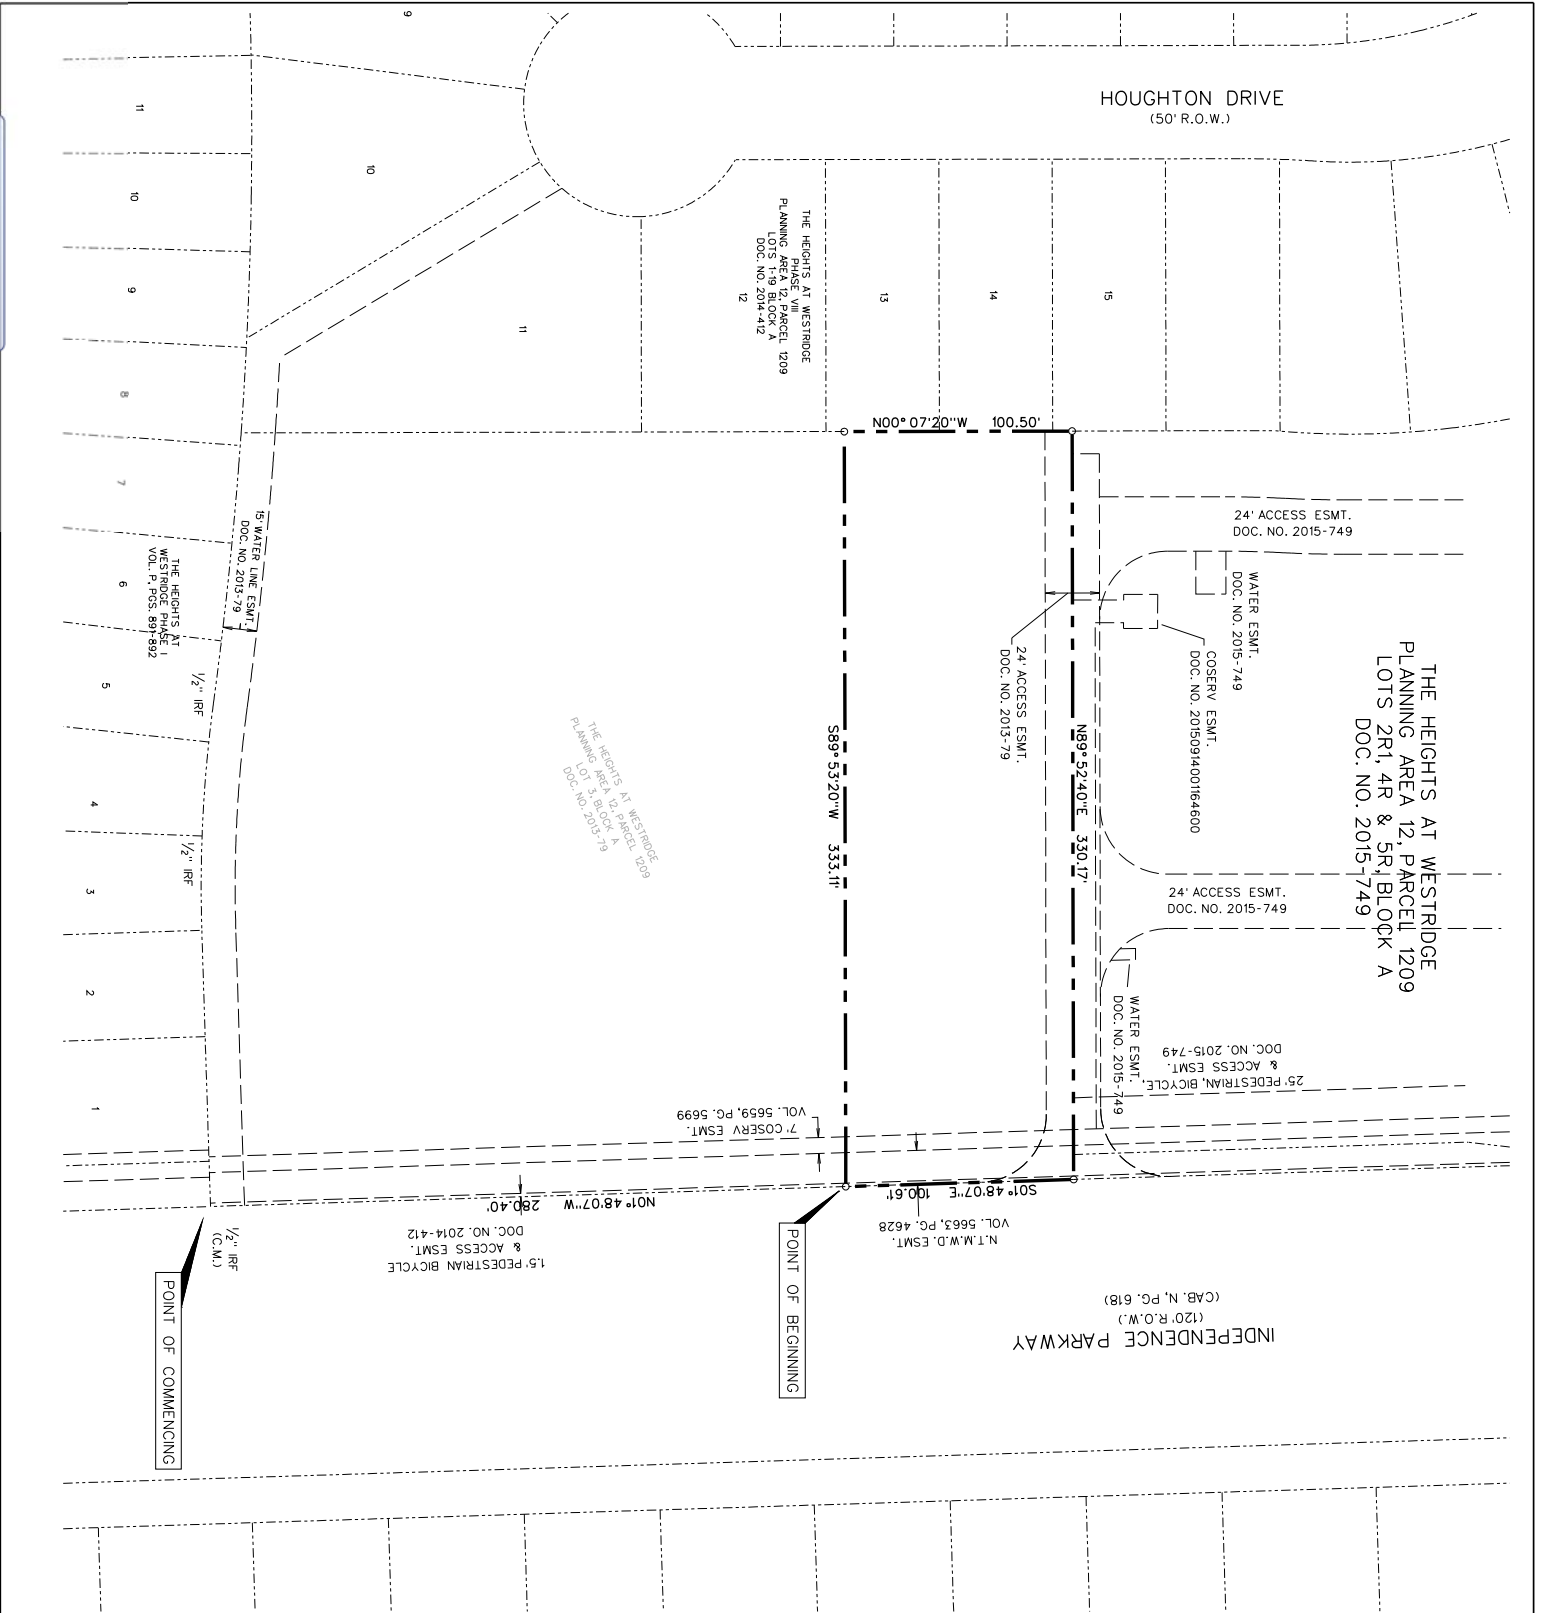 HOUGHTON DRIVE
(50' R.O.W.)
9
11
10
9
8
7
6
5
4
3
2
1
10
11
12
13
14
15
THE HEIGHTS AT WESTRIDGE
PHASE VIII
PLANNING AREA 12, PARCEL 1209
LOTS 1-19 BLOCK A
DOC. NO. 2014-412
N00° 07'20"W 100.50'
24' ACCESS ESMT.
DOC. NO. 2015-749
WATER ESMT.
DOC. NO. 2015-749
COSERV ESMT.
DOC. NO. 20150914001164600
24' ACCESS ESMT.
DOC. NO. 2013-79
THE HEIGHTS AT WESTRIDGE
PLANNING AREA 12, PARCEL 1209
LOTS 2R1, 4R & 5R, BLOCK A
DOC. NO. 2015-749
15' WATER LINE ESMT.
DOC. NO. 2013-79
THE HEIGHTS AT
WESTRIDGE PHASE I
VOL. P, PGS. 891-892
1/2" IRF
1/2" IRF
THE HEIGHTS AT WESTRIDGE
PLANNING AREA 12, PARCEL 1209
LOT 3, BLOCK A
DOC. NO. 2013-79
S89° 53'20"W 333.11'
N89° 52'40"E 330.17'
24' ACCESS ESMT.
DOC. NO. 2015-749
WATER ESMT.
DOC. NO. 2015-749
25' PEDESTRIAN, BICYCLE,
& ACCESS ESMT.
DOC. NO. 2015-749
7' COSERV ESMT.
VOL. 5659, PG. 5699
N01° 48'07"W 280.40'
S01° 48'07"E 100.61'
1.5' PEDESTRIAN BICYCLE
& ACCESS ESMT.
DOC. NO. 2014-412
N.T.M.W.D. ESMT.
VOL. 5663, PG. 4628
1/2" IRF
(C.M.)
POINT OF COMMENCING
POINT OF BEGINNING
INDEPENDENCE PARKWAY
(120' R.O.W.)
(CAB. N, PG. 618)